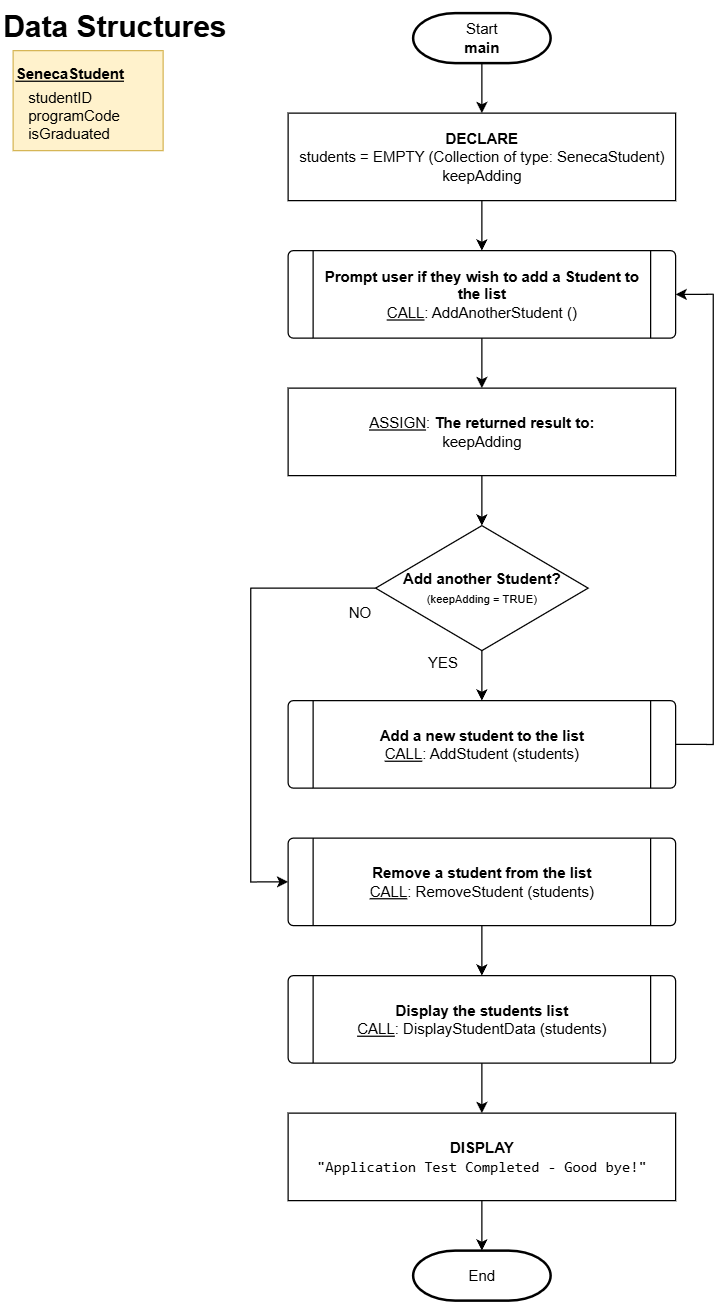 Data Structures
SenecaStudent
studentID
programCode
isGraduated
Start
main
DECLARE
students = EMPTY (Collection of type: SenecaStudent)
keepAdding
Prompt user if they wish to add a Student to
the list
CALL: AddAnotherStudent ()
ASSIGN: The returned result to:
keepAdding
Add another Student?
(keepAdding = TRUE)
NO
YES
Add a new student to the list
CALL: AddStudent (students)
Remove a student from the list
CALL: RemoveStudent (students)
Display the students list
CALL: DisplayStudentData (students)
DISPLAY
"Application Test Completed - Good bye!"
End